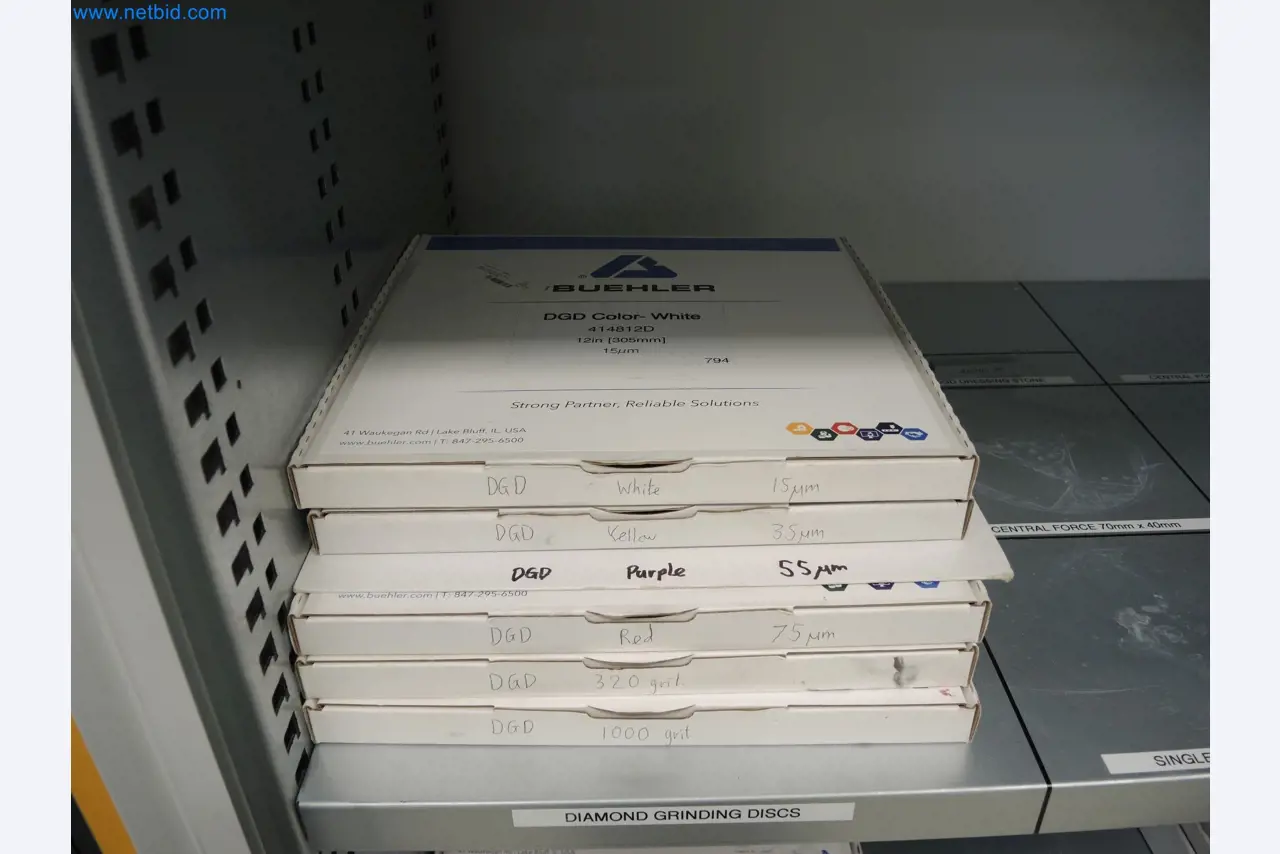 www.netbid.com
BUEHLER
DGD Color- White
414812D
12in [305mm]
15µm
794
Strong Partner, Reliable Solutions
41 Waukegan Rd | Lake Bluff, IL, USA
www.buehler.com | T: 847-295-6500
DGD White 15µm
DGD Yellow 35µm
DGD Purple 55µm
www.buehler.com | T: 847-295-6500
DGD Red 75µm
DGD 320 grit
DGD 1000 grit
DIAMOND GRINDING DISCS
DRESSING STONE
CENTRAL
CENTRAL FORCE 70mm x 40mm
SINGLE